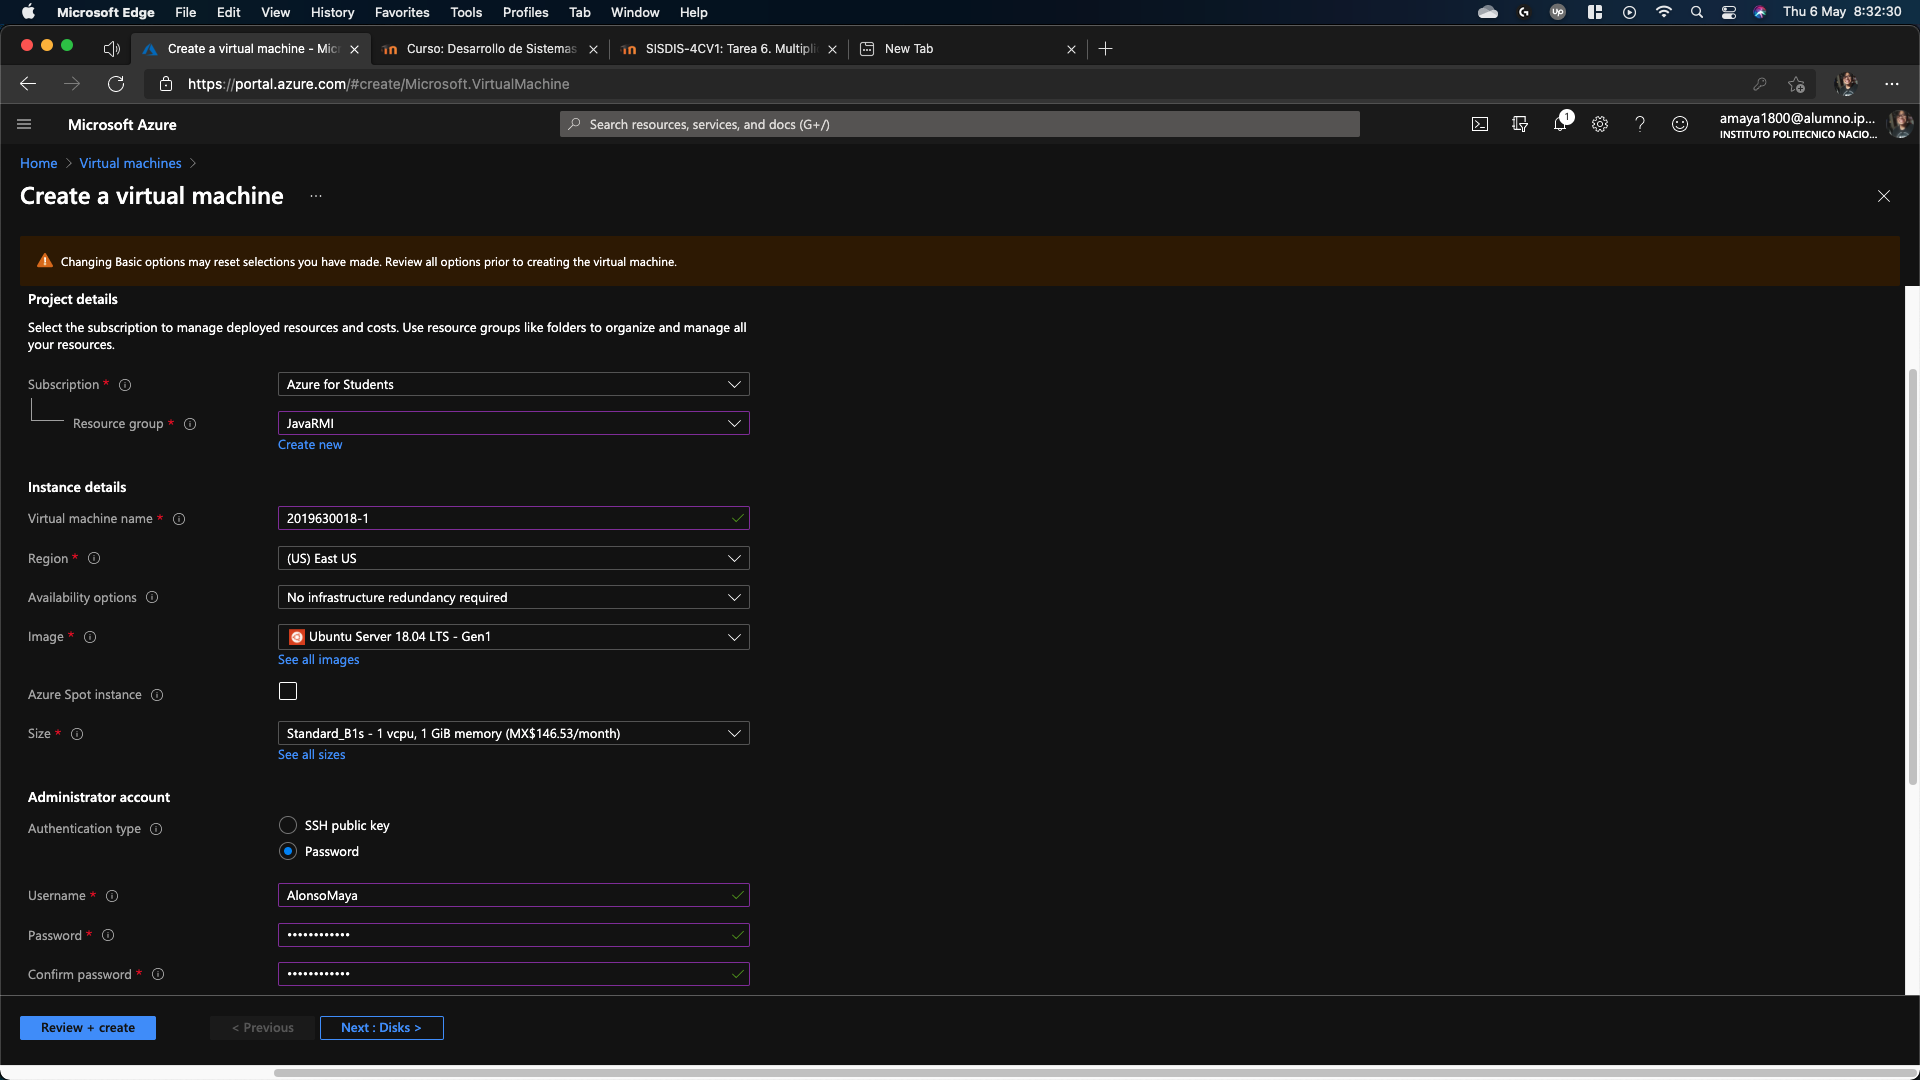 Microsoft Edge File Edit View History Favorites Tools Profiles Tab Window Help
Up Thu 6 May 8:32:30
Create a virtual machine - Mic
Curso: Desarrollo de Sistemas
SISDIS-4CV1: Tarea 6. Multipli
New Tab
https://portal.azure.com/#create/Microsoft.VirtualMachine
Microsoft Azure
Search resources, services, and docs (G+/)
1
amaya1800@alumno.ip...
INSTITUTO POLITECNICO NACIO...
Home > Virtual machines >
Create a virtual machine ...
Changing Basic options may reset selections you have made. Review all options prior to creating the virtual machine.
Project details
Select the subscription to manage deployed resources and costs. Use resource groups like folders to organize and manage all
your resources.
Subscription *
Azure for Students
Resource group *
JavaRMI
Create new
Instance details
Virtual machine name *
2019630018-1
Region *
(US) East US
Availability options
No infrastructure redundancy required
Image *
Ubuntu Server 18.04 LTS - Gen1
See all images
Azure Spot instance
Size *
Standard_B1s - 1 vcpu, 1 GiB memory (MX$146.53/month)
See all sizes
Administrator account
Authentication type
SSH public key
Password
Username *
AlonsoMaya
Password *
••••••••••••
Confirm password *
••••••••••••
Review + create
< Previous
Next : Disks >